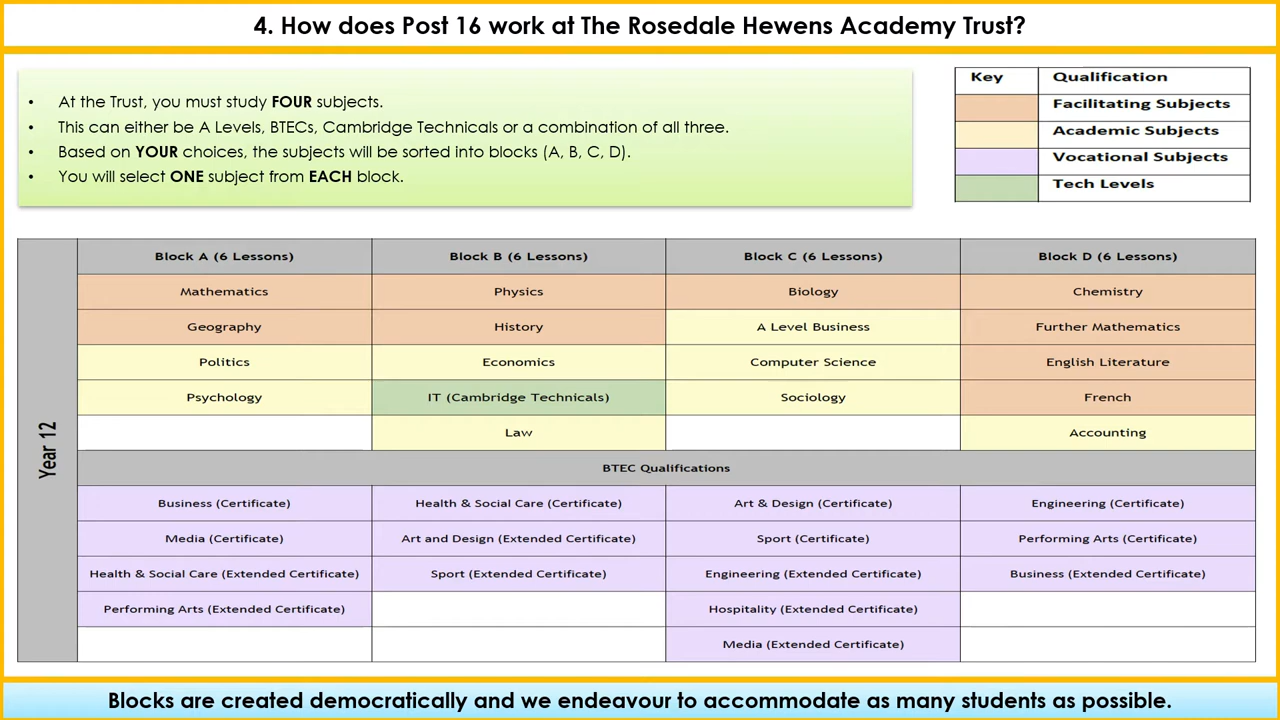 4. How does Post 16 work at The Rosedale Hewens Academy Trust?
• At the Trust, you must study FOUR subjects.
• This can either be A Levels, BTECs, Cambridge Technicals or a combination of all three.
• Based on YOUR choices, the subjects will be sorted into blocks (A, B, C, D).
• You will select ONE subject from EACH block.
Key Qualification
Facilitating Subjects
Academic Subjects
Vocational Subjects
Tech Levels
Year 12
Block A (6 Lessons) Block B (6 Lessons) Block C (6 Lessons) Block D (6 Lessons)
Mathematics Physics Biology Chemistry
Geography History A Level Business Further Mathematics
Politics Economics Computer Science English Literature
Psychology IT (Cambridge Technicals) Sociology French
Law Accounting
BTEC Qualifications
Business (Certificate) Health & Social Care (Certificate) Art & Design (Certificate) Engineering (Certificate)
Media (Certificate) Art and Design (Extended Certificate) Sport (Certificate) Performing Arts (Certificate)
Health & Social Care (Extended Certificate) Sport (Extended Certificate) Engineering (Extended Certificate) Business (Extended Certificate)
Performing Arts (Extended Certificate) Hospitality (Extended Certificate)
Media (Extended Certificate)
Blocks are created democratically and we endeavour to accommodate as many students as possible.